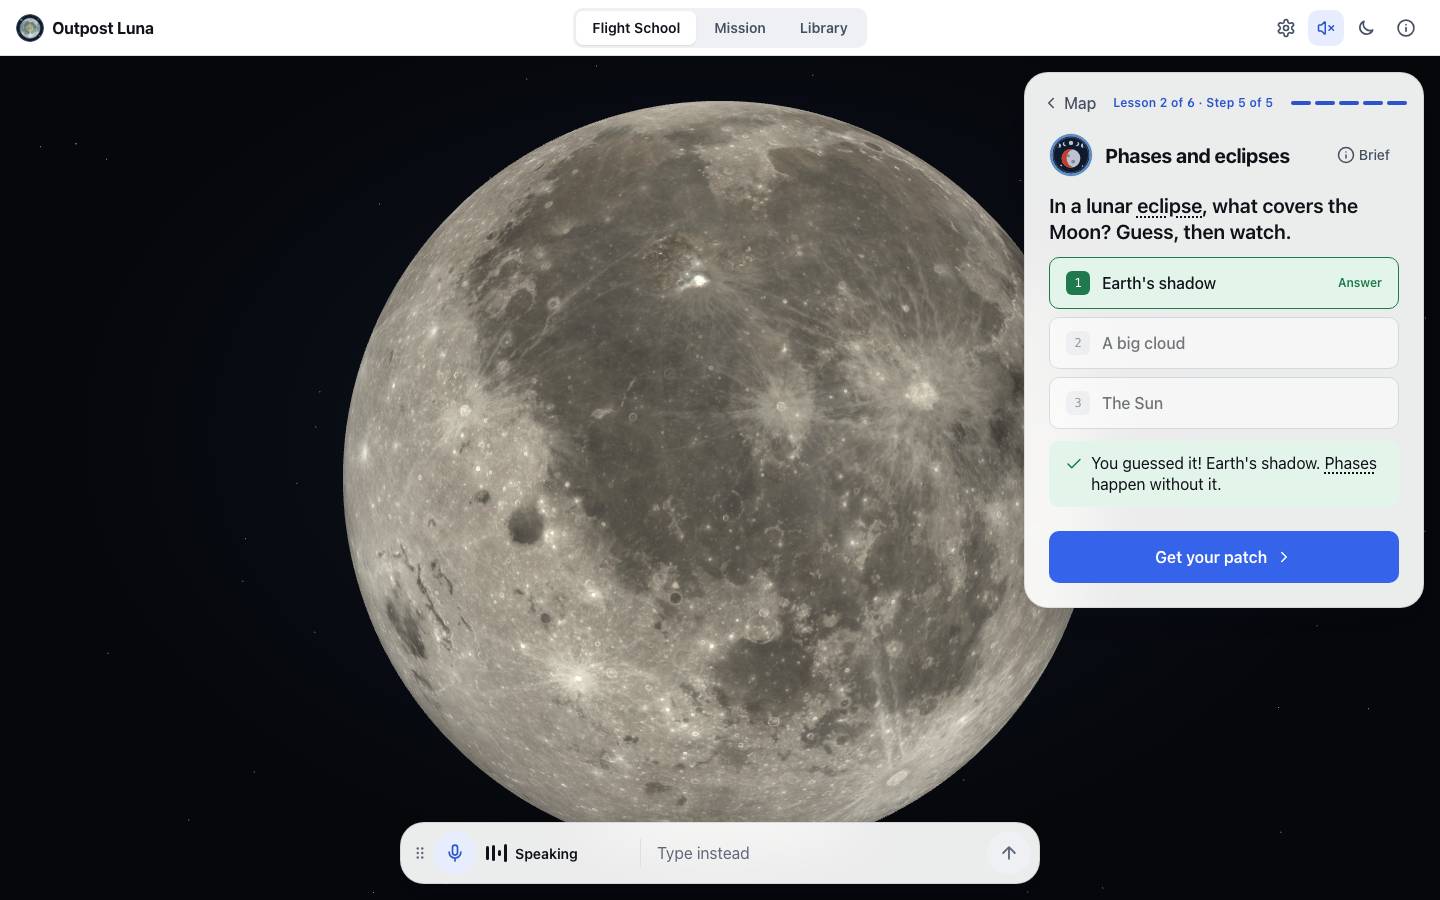 Outpost Luna
Flight School
Mission
Library
Map
Lesson 2 of 6 · Step 5 of 5
Phases and eclipses
Brief
In a lunar eclipse, what covers the
Moon? Guess, then watch.
1 Earth's shadow Answer
2 A big cloud
3 The Sun
You guessed it! Earth's shadow. Phases
happen without it.
Get your patch
Speaking
Type instead